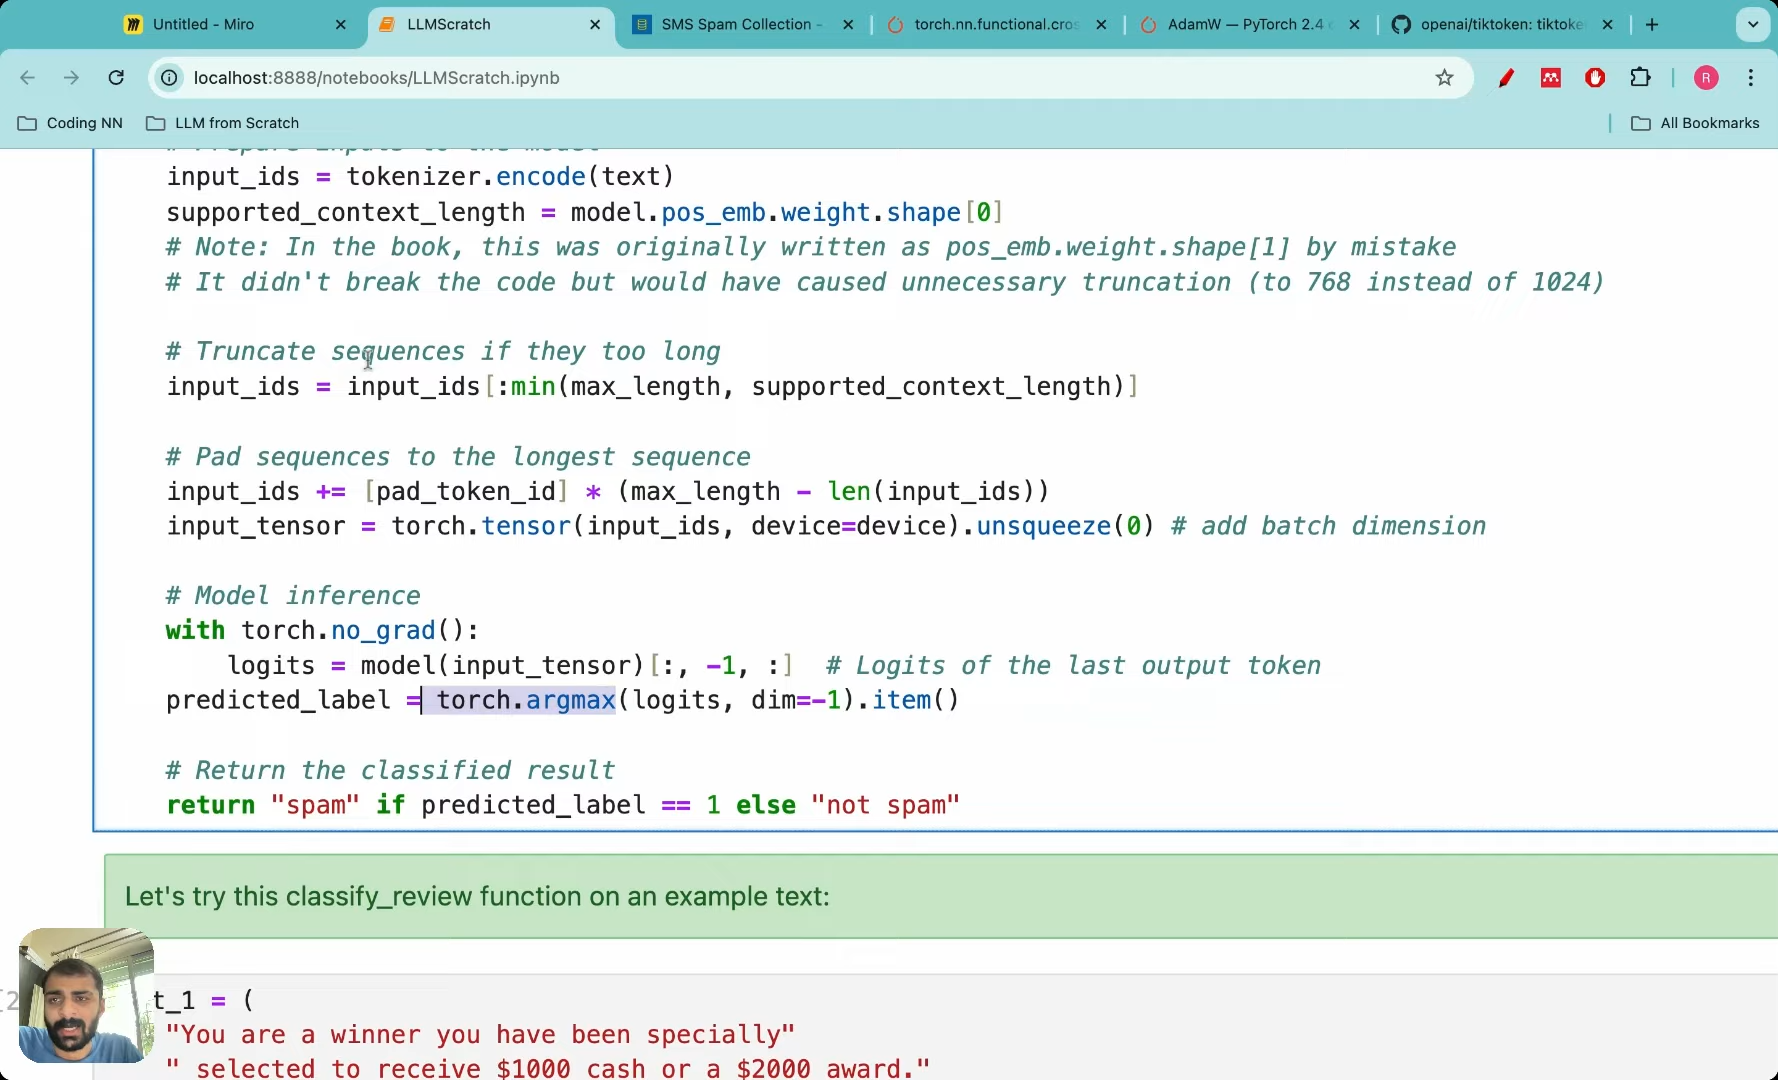 Untitled - Miro
LLMScratch
SMS Spam Collection -
torch.nn.functional.cros
AdamW — PyTorch 2.4
openai/tiktoken: tiktoke
localhost:8888/notebooks/LLMScratch.ipynb
R
Coding NN
LLM from Scratch
All Bookmarks
# Prepare inputs to the model
input_ids = tokenizer.encode(text)
supported_context_length = model.pos_emb.weight.shape[0]
# Note: In the book, this was originally written as pos_emb.weight.shape[1] by mistake
# It didn't break the code but would have caused unnecessary truncation (to 768 instead of 1024)
# Truncate sequences if they too long
input_ids = input_ids[:min(max_length, supported_context_length)]
# Pad sequences to the longest sequence
input_ids += [pad_token_id] * (max_length - len(input_ids))
input_tensor = torch.tensor(input_ids, device=device).unsqueeze(0) # add batch dimension
# Model inference
with torch.no_grad():
logits = model(input_tensor)[:, -1, :]  # Logits of the last output token
predicted_label = torch.argmax(logits, dim=-1).item()
# Return the classified result
return "spam" if predicted_label == 1 else "not spam"
Let's try this classify_review function on an example text:
[2
t_1 = (
"You are a winner you have been specially"
" selected to receive $1000 cash or a $2000 award."